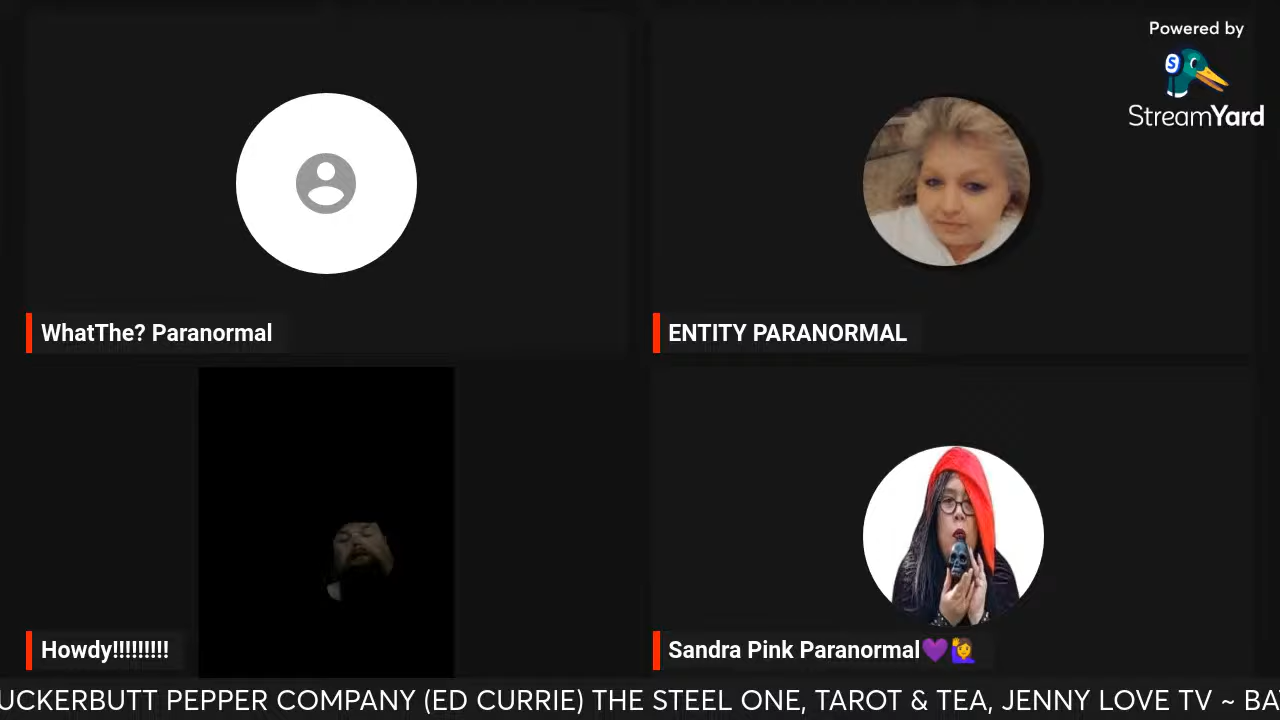 Powered by
StreamYard
WhatThe? Paranormal
ENTITY PARANORMAL
Howdy!!!!!!!!!
Sandra Pink Paranormal💜🙋‍♀️
UCKERBUTT PEPPER COMPANY (ED CURRIE) THE STEEL ONE, TAROT & TEA, JENNY LOVE TV ~ BA